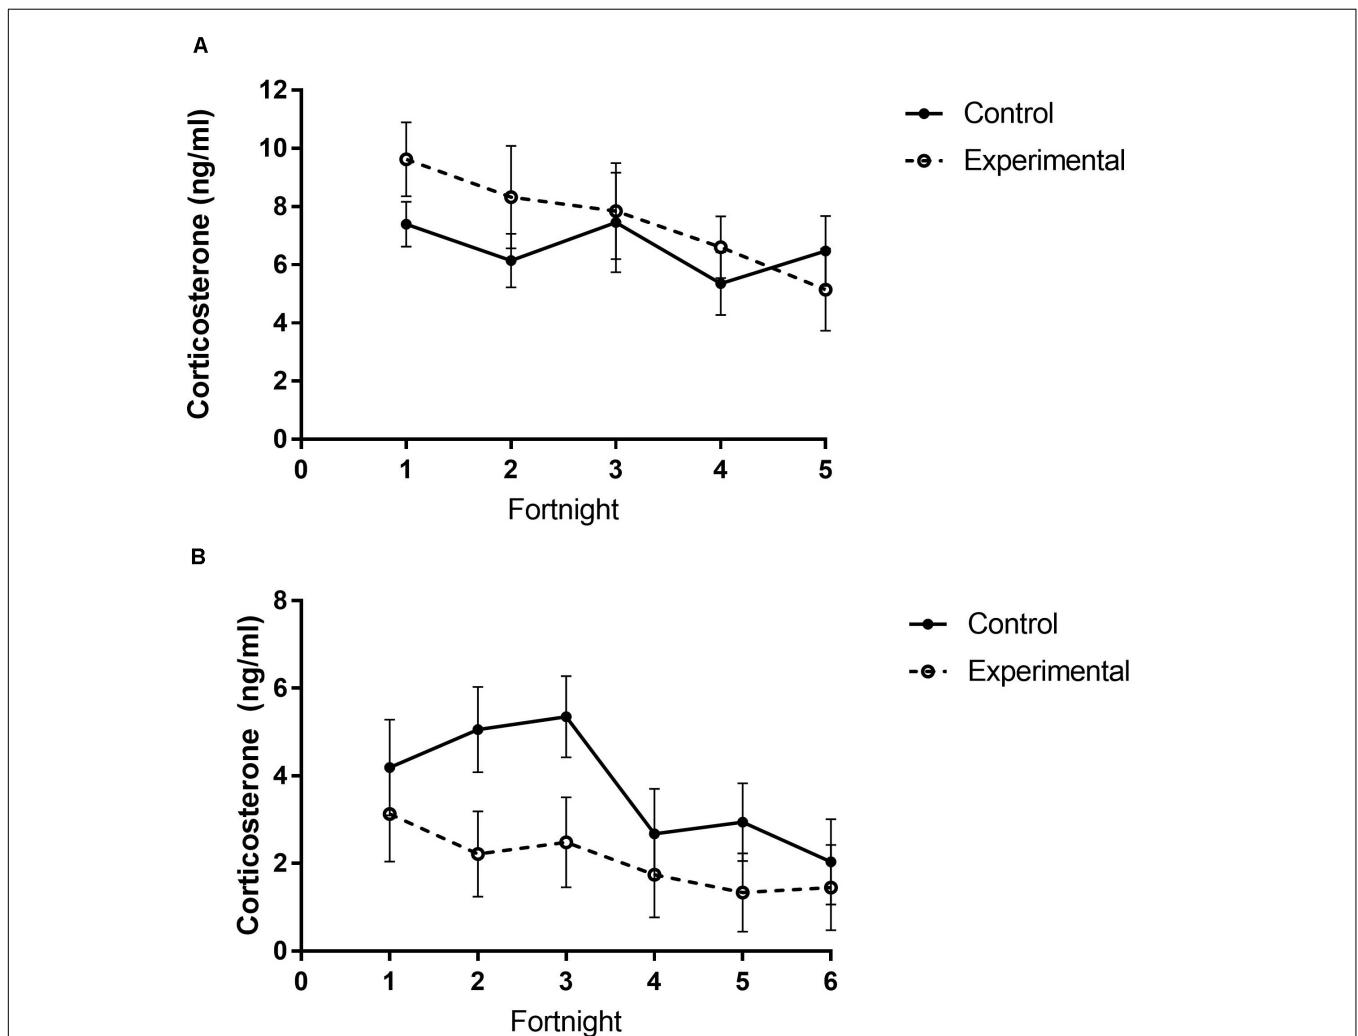 A
Corticosterone (ng/ml)
12
10
8
6
4
2
0
0 1 2 3 4 5
Fortnight
Control
Experimental
B
Corticosterone (ng/ml)
8
6
4
2
0
0 1 2 3 4 5 6
Fortnight
Control
Experimental